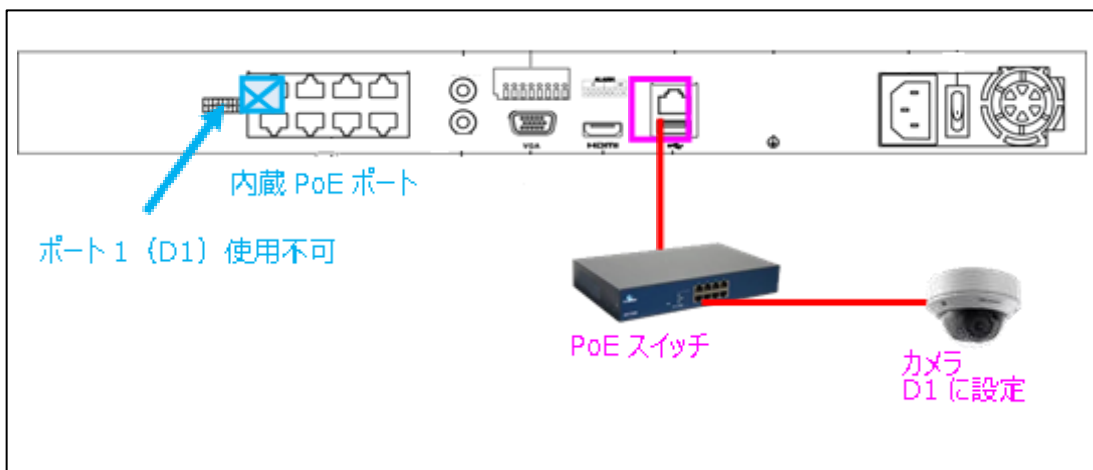 ALARM
VGA
HDMI
内蔵 PoE ポート
ポート 1（D1）使用不可
PoE スイッチ
カメラ
D1 に設定